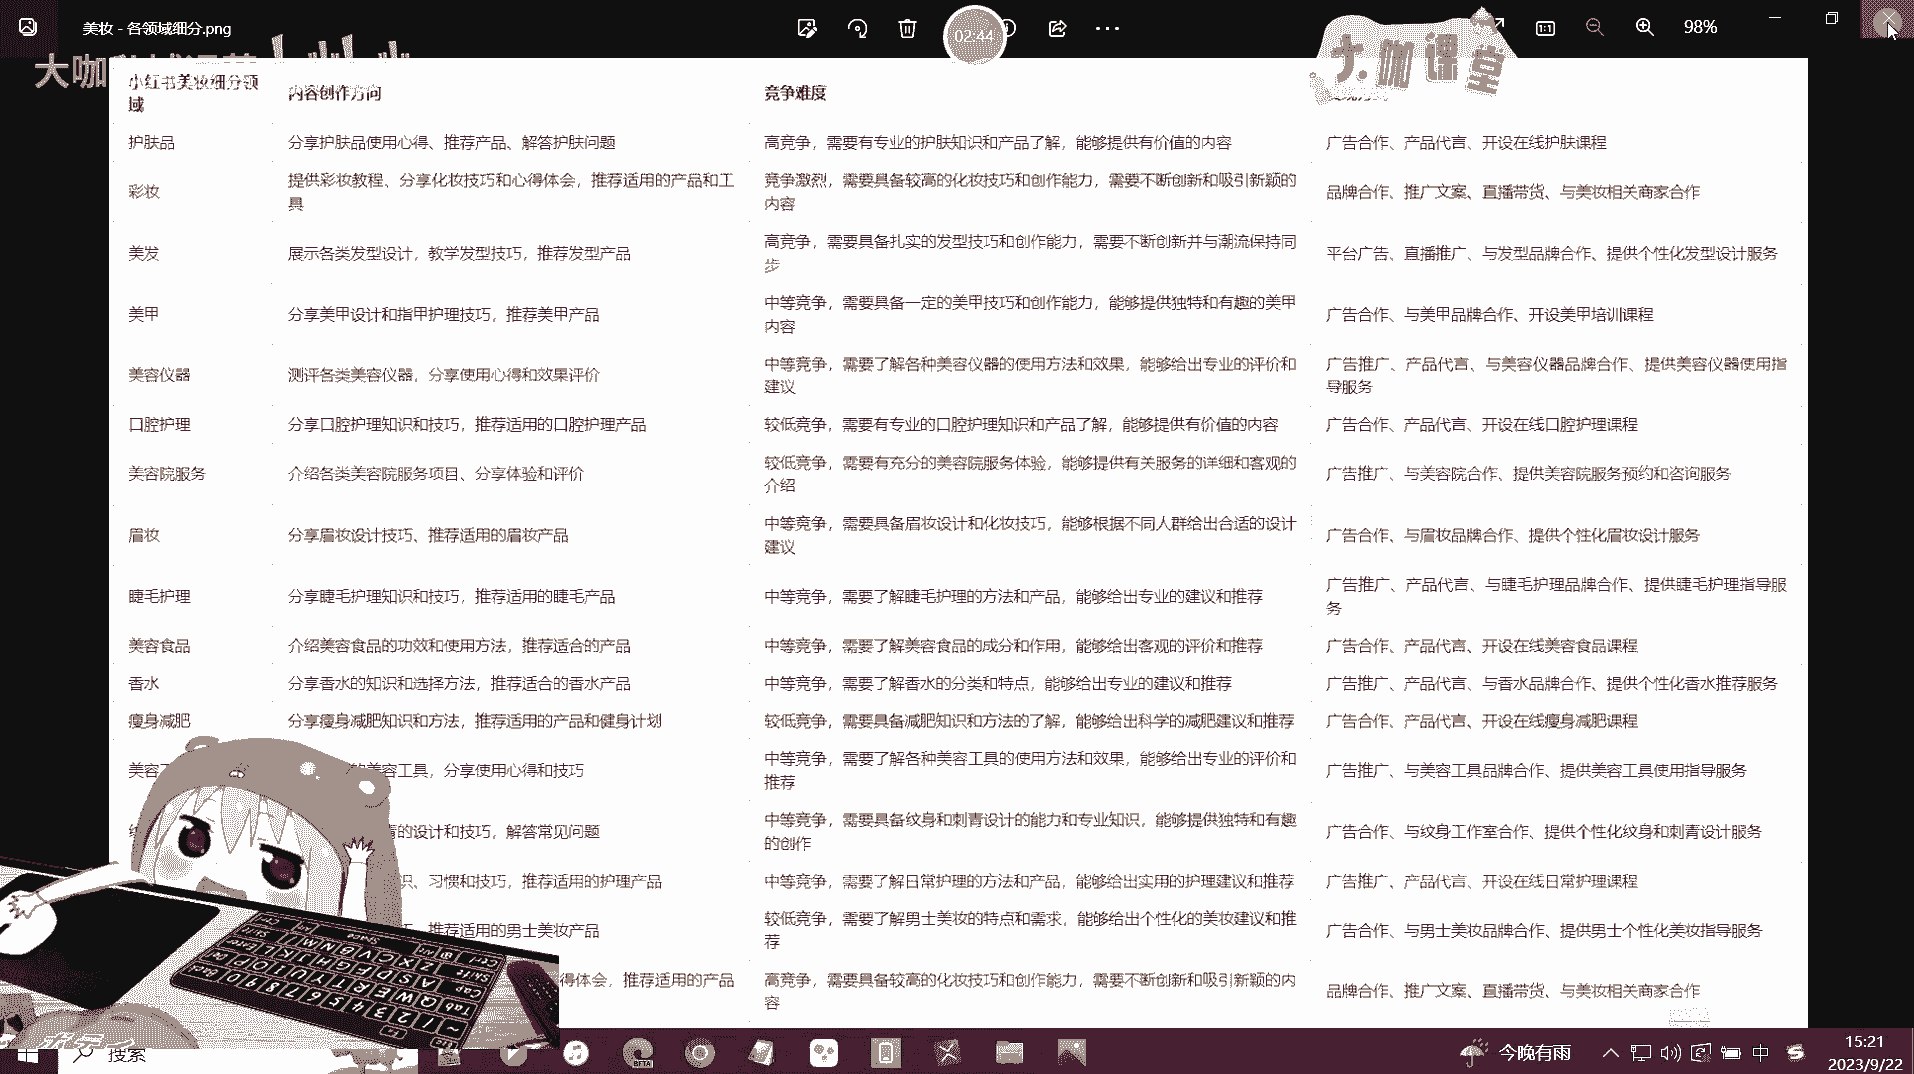 美妆 - 各领域细分.png
02:44
98%
大咖
大咖课堂
小红书美妆细分领
域
内容创作方向
竞争难度
护肤品
分享护肤品使用心得、推荐产品、解答护肤问题
高竞争，需要有专业的护肤知识和产品了解，能够提供有价值的内容
广告合作、产品代言、开设在线护肤课程
彩妆
提供彩妆教程、分享化妆技巧和心得体会，推荐适用的产品和工
具
竞争激烈，需要具备较高的化妆技巧和创作能力，需要不断创新和吸引新颖的
内容
品牌合作、推广文案、直播带货、与美妆相关商家合作
美发
展示各类发型设计，教学发型技巧，推荐发型产品
高竞争，需要具备扎实的发型技巧和创作能力，需要不断创新并与潮流保持同
步
平台广告、直播推广、与发型品牌合作、提供个性化发型设计服务
美甲
分享美甲设计和指甲护理技巧，推荐美甲产品
中等竞争，需要具备一定的美甲技巧和创作能力，能够提供独特和有趣的美甲
内容
广告合作、与美甲品牌合作、开设美甲培训课程
美容仪器
测评各类美容仪器，分享使用心得和效果评价
中等竞争，需要了解各种美容仪器的使用方法和效果，能够给出专业的评价和
建议
广告推广、产品代言、与美容仪器品牌合作、提供美容仪器使用指
导服务
口腔护理
分享口腔护理知识和技巧，推荐适用的口腔护理产品
较低竞争，需要有专业的口腔护理知识和产品了解，能够提供有价值的内容
广告合作、产品代言、开设在线口腔护理课程
美容院服务
介绍各类美容院服务项目、分享体验和评价
较低竞争，需要有充分的美容院服务体验，能够提供有关服务的详细和客观的
介绍
广告推广、与美容院合作、提供美容院服务预约和咨询服务
眉妆
分享眉妆设计技巧、推荐适用的眉妆产品
中等竞争，需要具备眉妆设计和化妆技巧，能够根据不同人群给出合适的设计
建议
广告合作、与眉妆品牌合作、提供个性化眉妆设计服务
睫毛护理
分享睫毛护理知识和技巧，推荐适用的睫毛产品
中等竞争，需要了解睫毛护理的方法和产品，能够给出专业的建议和推荐
广告推广、产品代言、与睫毛护理品牌合作、提供睫毛护理指导服
务
美容食品
介绍美容食品的功效和使用方法，推荐适合的产品
中等竞争，需要了解美容食品的成分和作用，能够给出客观的评价和推荐
广告合作、产品代言、开设在线美容食品课程
香水
分享香水的知识和选择方法，推荐适合的香水产品
中等竞争，需要了解香水的分类和特点，能够给出专业的建议和推荐
广告推广、产品代言、与香水品牌合作、提供个性化香水推荐服务
瘦身减肥
分享瘦身减肥知识和方法，推荐适用的产品和健身计划
较低竞争，需要具备减肥知识和方法的了解，能够给出科学的减肥建议和推荐
广告合作、产品代言、开设在线瘦身减肥课程
美容
的美容工具，分享使用心得和技巧
中等竞争，需要了解各种美容工具的使用方法和效果，能够给出专业的评价和
推荐
广告推广、与美容工具品牌合作、提供美容工具使用指导服务
的设计和技巧，解答常见问题
中等竞争，需要具备纹身和刺青设计的能力和专业知识，能够提供独特和有趣
的创作
广告合作、与纹身工作室合作、提供个性化纹身和刺青设计服务
识、习惯和技巧，推荐适用的护理产品
中等竞争，需要了解日常护理的方法和产品，能够给出实用的护理建议和推荐
广告推广、产品代言、开设在线日常护理课程
推荐适用的男士美妆产品
较低竞争，需要了解男士美妆的特点和需求，能够给出个性化的美妆建议和推
荐
广告合作、与男士美妆品牌合作、提供男士个性化美妆指导服务
得体会，推荐适用的产品
高竞争，需要具备较高的化妆技巧和创作能力，需要不断创新和吸引新颖的内
容
品牌合作、推广文案、直播带货、与美妆相关商家合作
搜索
BETA
今晚有雨
中
15:21
2023/9/22